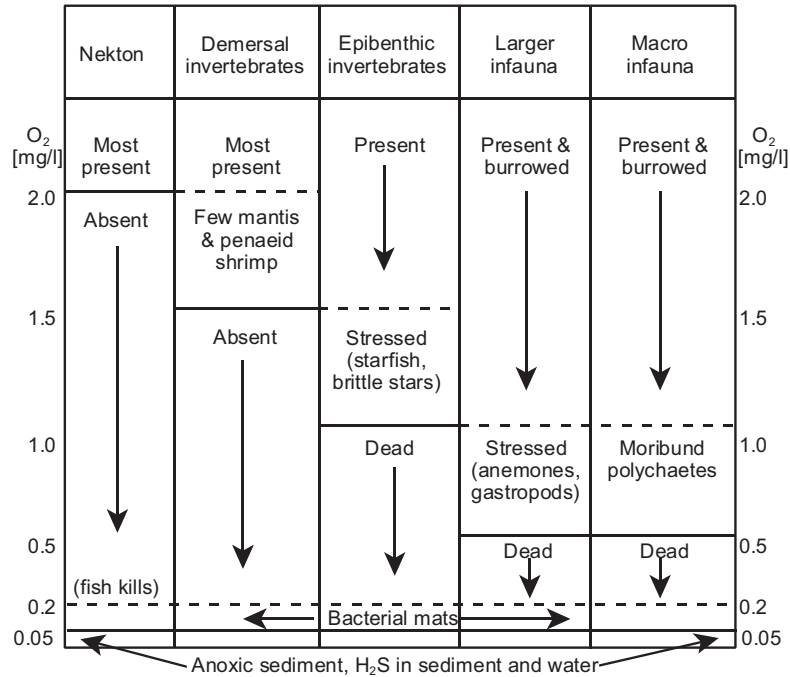 Nekton
Demersal
invertebrates
Epibenthic
invertebrates
Larger
infauna
Macro
infauna
O2
[mg/l]
Most
present
Most
present
Present
Present &
burrowed
Present &
burrowed
O2
[mg/l]
2.0
2.0
Absent
Few mantis
& penaeid
shrimp
1.5
1.5
Absent
Stressed
(starfish,
brittle stars)
1.0
1.0
Dead
Stressed
(anemones,
gastropods)
Moribund
polychaetes
0.5
0.5
Dead
Dead
(fish kills)
0.2
0.2
Bacterial mats
0.05
0.05
Anoxic sediment, H2S in sediment and water